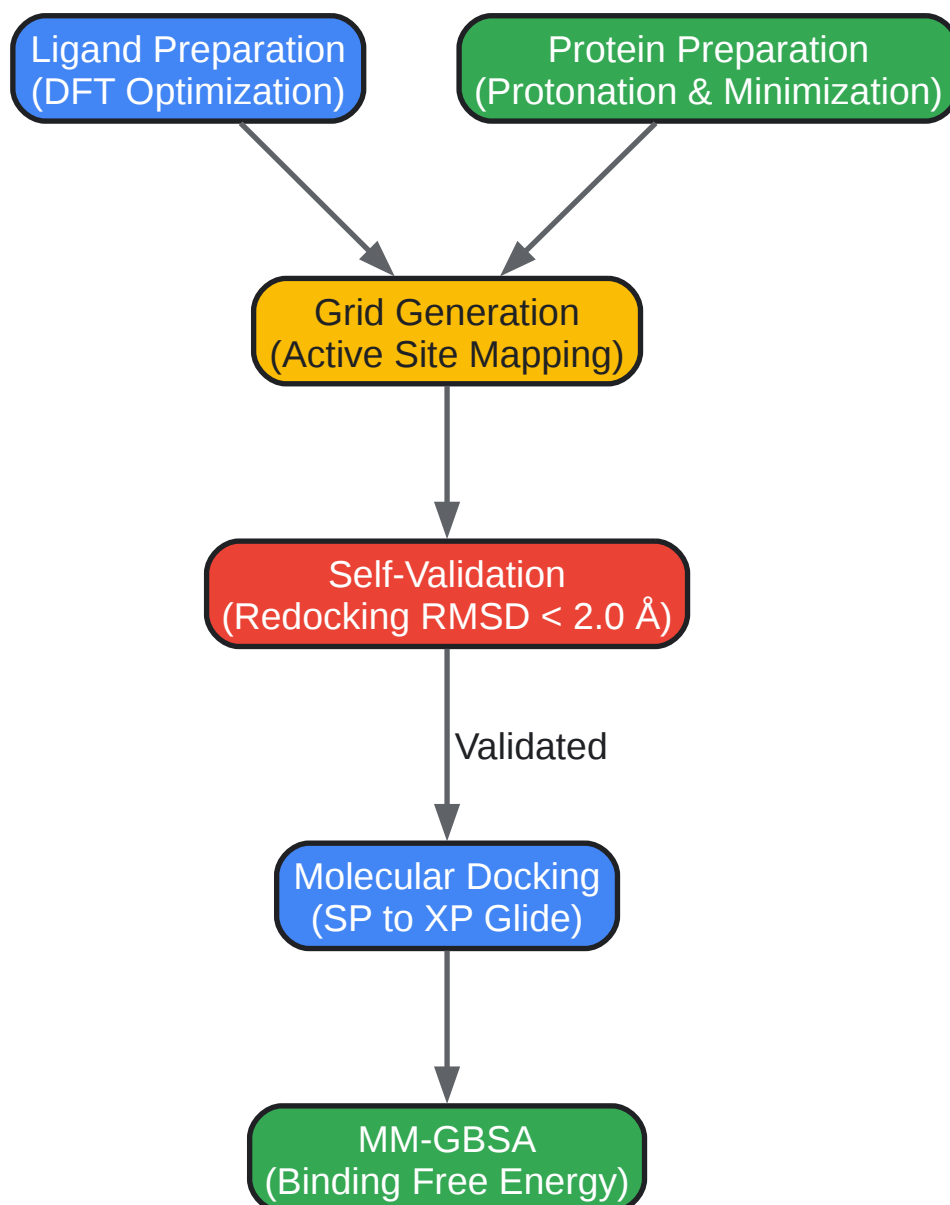 Ligand Preparation
(DFT Optimization)
Protein Preparation
(Protonation & Minimization)
Grid Generation
(Active Site Mapping)
Self-Validation
(Redocking RMSD < 2.0 Å)
Validated
Molecular Docking
(SP to XP Glide)
MM-GBSA
(Binding Free Energy)